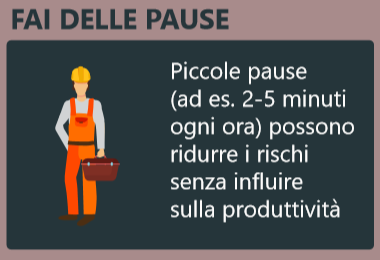 FAI DELLE PAUSE
Piccole pause
(ad es. 2-5 minuti
ogni ora) possono
ridurre i rischi
senza influire
sulla produttività